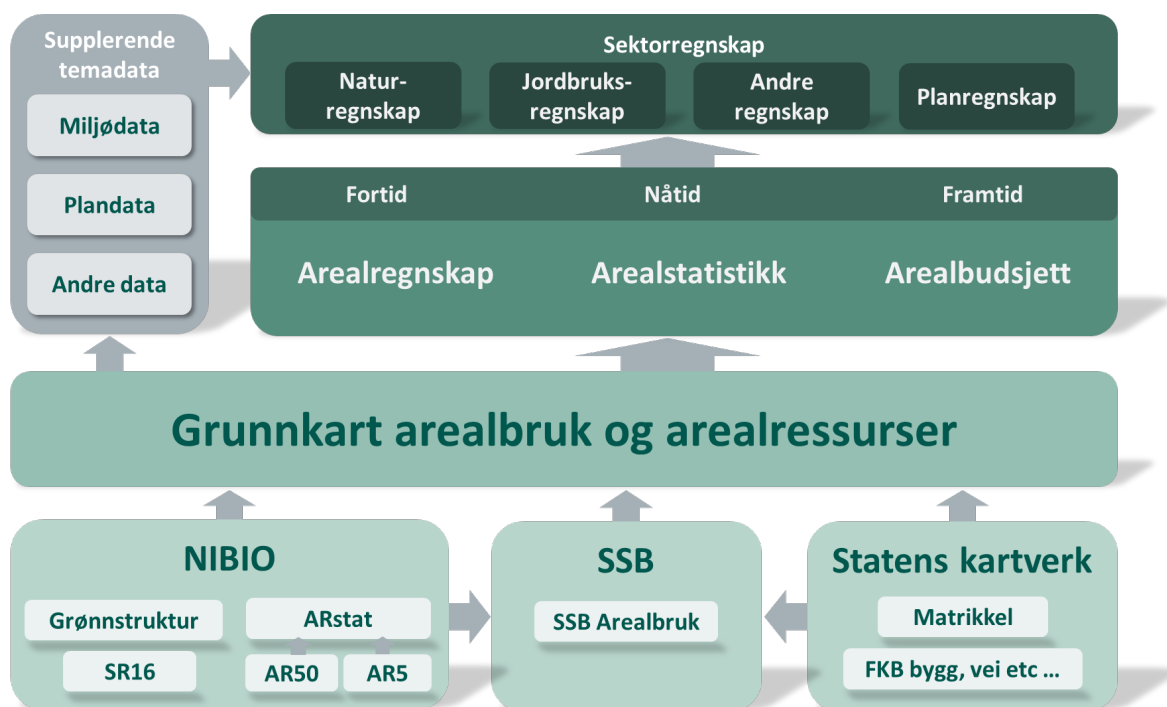 Supplerende
temadata
Miljødata
Plandata
Andre data
Sektorregnskap
Natur-
regnskap
Jordbruks-
regnskap
Andre
regnskap
Planregnskap
Fortid
Nåtid
Framtid
Arealregnskap
Arealstatistikk
Arealbudsjett
Grunnkart arealbruk og arealressurser
NIBIO
Grønnstruktur
ARstat
SR16
AR50
AR5
SSB
SSB Arealbruk
Statens kartverk
Matrikkel
FKB bygg, vei etc ...